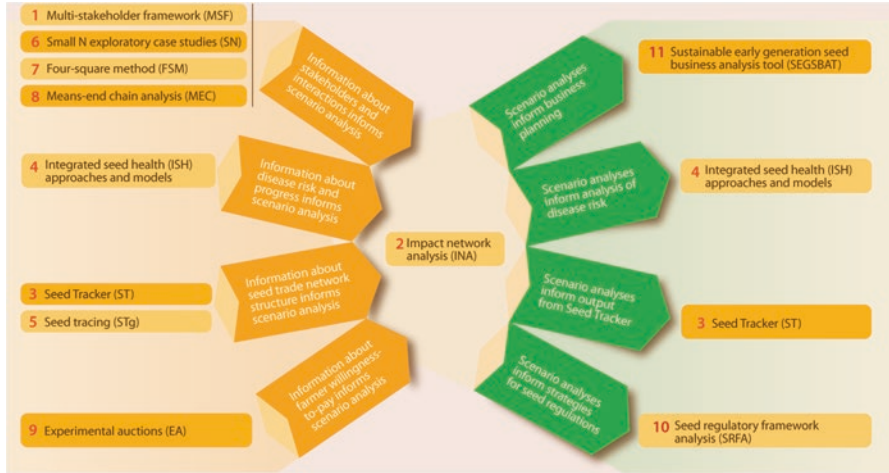 1 Multi-stakeholder framework (MSF)
6 Small N exploratory case studies (SN)
7 Four-square method (FSM)
8 Means-end chain analysis (MEC)
Information about
stakeholders and
interactions informs
scenario analysis
4 Integrated seed health (ISH)
approaches and models
Information about
disease risk and
progress informs
scenario analysis
3 Seed Tracker (ST)
5 Seed tracing (STg)
Information about
seed trade network
structure informs
scenario analysis
9 Experimental auctions (EA)
Information about
farmer willingness-
to-pay informs
scenario analysis
2 Impact network
analysis (INA)
Scenario analyses
inform business
planning
11 Sustainable early generation seed
business analysis tool (SEGSBAT)
Scenario analyses
inform analysis of
disease risk
4 Integrated seed health (ISH)
approaches and models
Scenario analyses
inform output
from Seed Tracker
3 Seed Tracker (ST)
Scenario analyses
inform strategies
for seed regulations
10 Seed regulatory framework
analysis (SRFA)